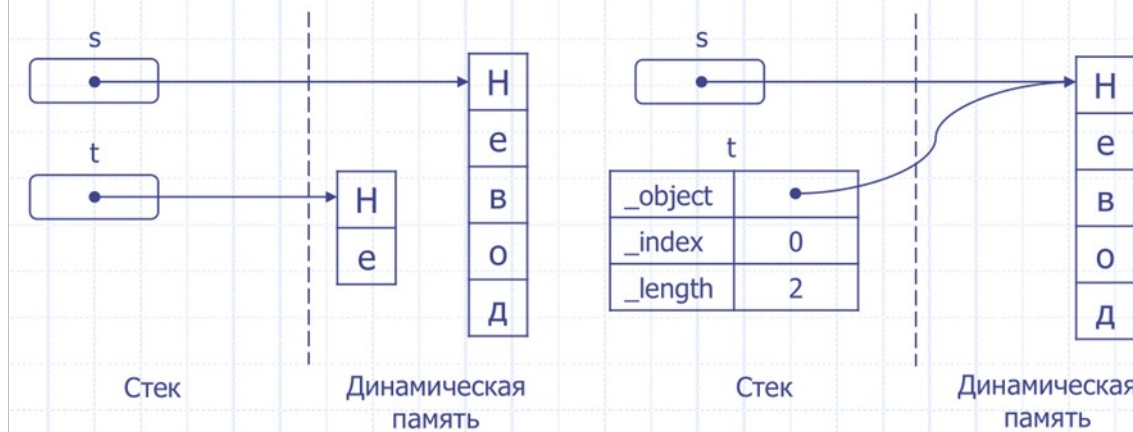 s
Н
е
в
о
д
t
Н
е
Стек
Динамическая
память
s
Н
е
в
о
д
t
_object
_index 0
_length 2
Стек
Динамическая
память